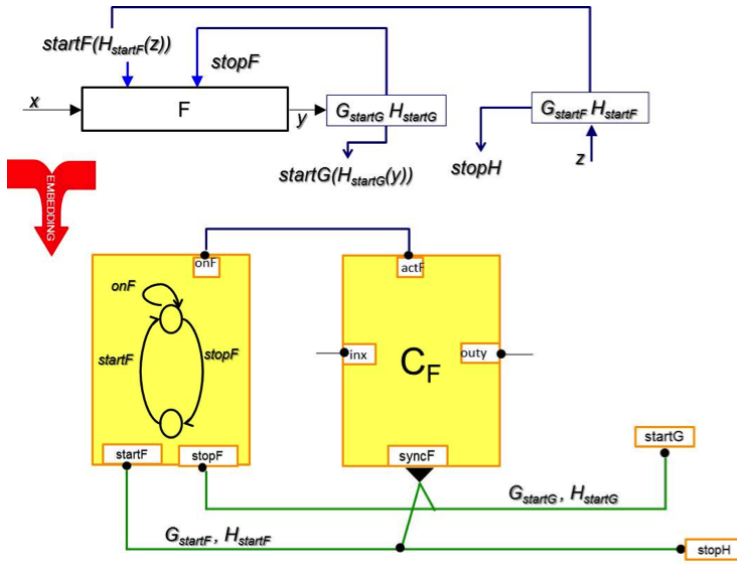 startF(HstartF(z))
stopF
x
F
y
GstartG HstartG
GstartF HstartF
startG(HstartG(y))
stopH
z
EMBEDDING
onF
actF
onF
startF
stopF
inx
CF
outy
startF
stopF
syncF
startG
GstartG , HstartG
GstartF , HstartF
stopH